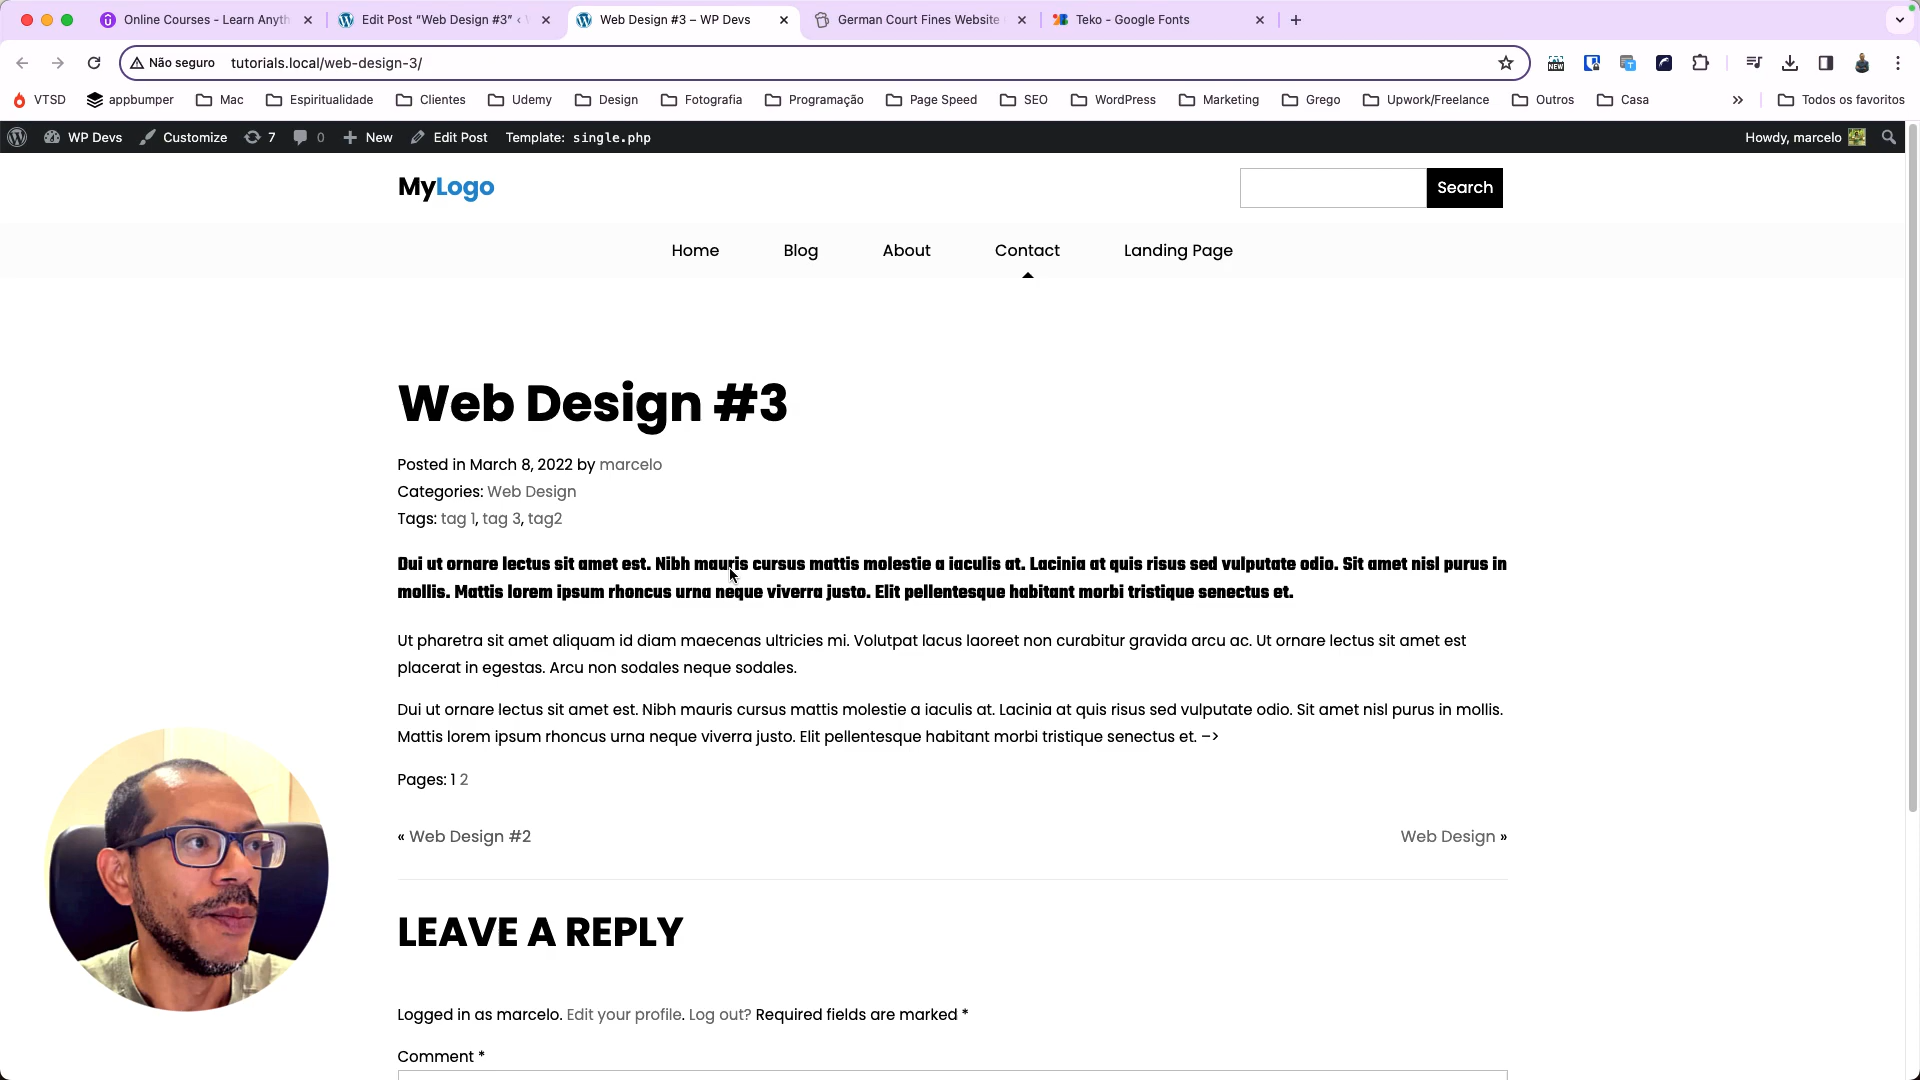 Online Courses - Learn Anyth
Edit Post “Web Design #3” ‹
Web Design #3 – WP Devs
German Court Fines Website
Teko - Google Fonts
Não seguro
tutorials.local/web-design-3/
VTSD
appbumper
Mac
Espiritualidade
Clientes
Udemy
Design
Fotografia
Programação
Page Speed
SEO
WordPress
Marketing
Grego
Upwork/Freelance
Outros
Casa
»
Todos os favoritos
WP Devs
Customize
7
0
New
Edit Post
Template: single.php
Howdy, marcelo
MyLogo
Search
Home
Blog
About
Contact
Landing Page
Web Design #3
Posted in March 8, 2022 by marcelo
Categories: Web Design
Tags: tag 1, tag 3, tag2
Dui ut ornare lectus sit amet est. Nibh mauris cursus mattis molestie a iaculis at. Lacinia at quis risus sed vulputate odio. Sit amet nisl purus in
mollis. Mattis lorem ipsum rhoncus urna neque viverra justo. Elit pellentesque habitant morbi tristique senectus et.
Ut pharetra sit amet aliquam id diam maecenas ultricies mi. Volutpat lacus laoreet non curabitur gravida arcu ac. Ut ornare lectus sit amet est
placerat in egestas. Arcu non sodales neque sodales.
Dui ut ornare lectus sit amet est. Nibh mauris cursus mattis molestie a iaculis at. Lacinia at quis risus sed vulputate odio. Sit amet nisl purus in mollis.
Mattis lorem ipsum rhoncus urna neque viverra justo. Elit pellentesque habitant morbi tristique senectus et. –>
Pages: 1 2
« Web Design #2
Web Design »
LEAVE A REPLY
Logged in as marcelo. Edit your profile. Log out? Required fields are marked *
Comment *